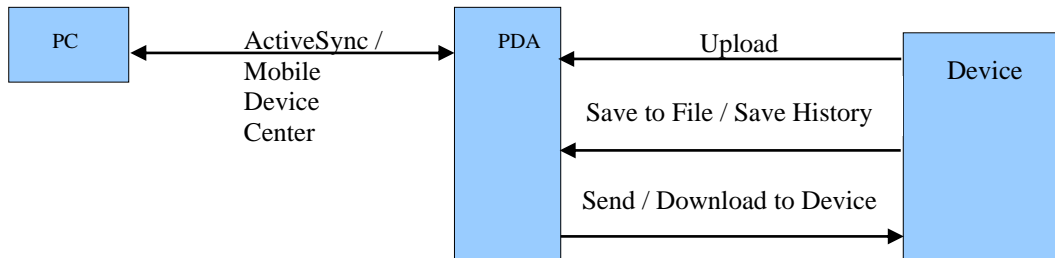 PC
ActiveSync /
Mobile
Device
Center
PDA
Upload
Device
Save to File / Save History
Send / Download to Device